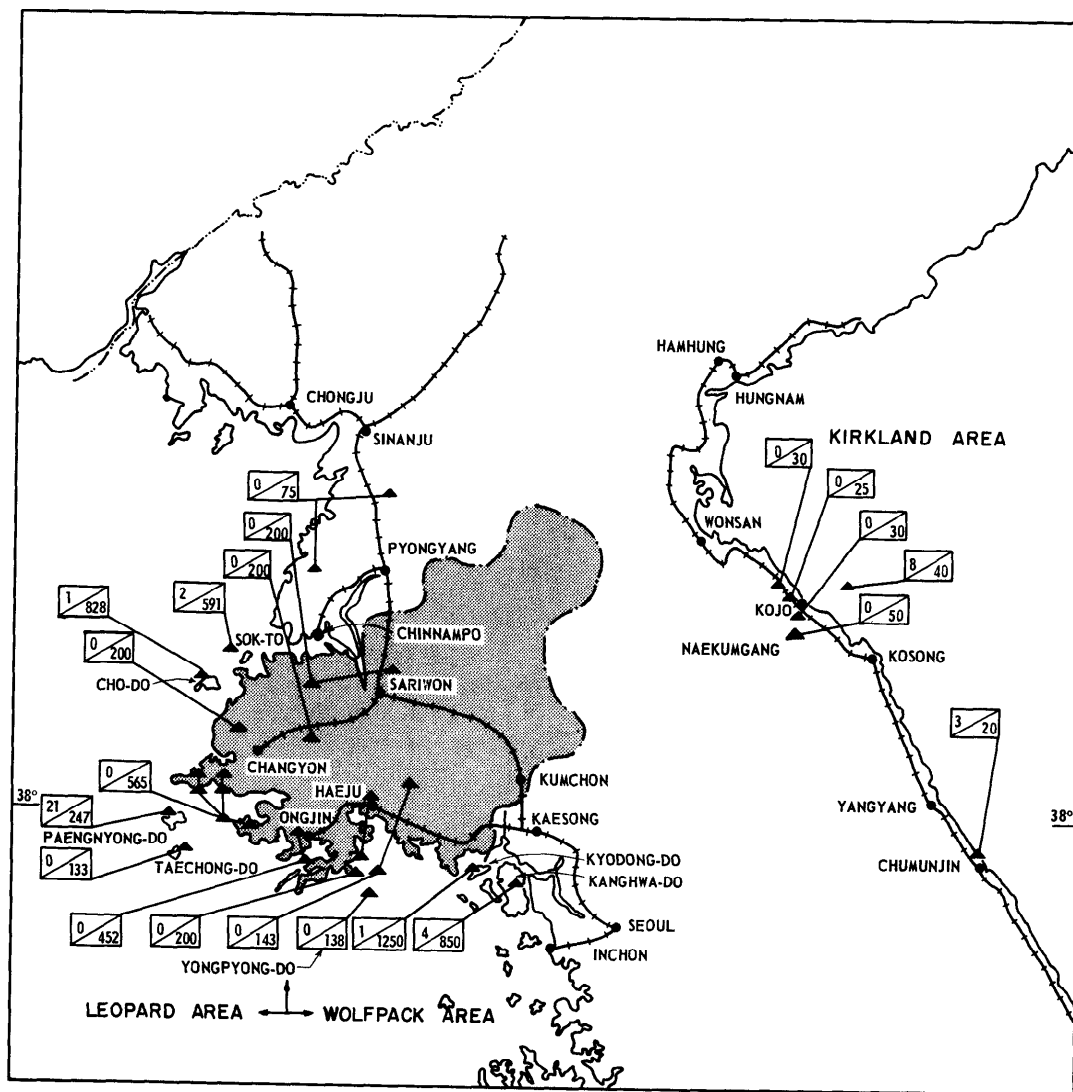 CHONGJU
SINANJU
HAMHUNG
HUNGNAM
KIRKLAND AREA
0/30
0/25
0/30
8/40
0/50
WONSAN
KOJO
NAEKUMGANG
KOSONG
3/20
YANGYANG
CHUMUNJIN
38°
0/75
0/200
0/200
PYONGYANG
2/591
1/828
0/200
SOK-TO
CHINNAMPO
CHO-DO
SARIWON
CHANGYON
KUMCHON
0/565
HAEJU
38°
21/247
PAENGNYONG-DO
ONGJIN
KAESONG
0/133
TAECHONG-DO
KYODONG-DO
KANGHWA-DO
0/452
0/200
0/143
0/138
1/1250
4/850
SEOUL
INCHON
YONGPYONG-DO
LEOPARD AREA
WOLFPACK AREA